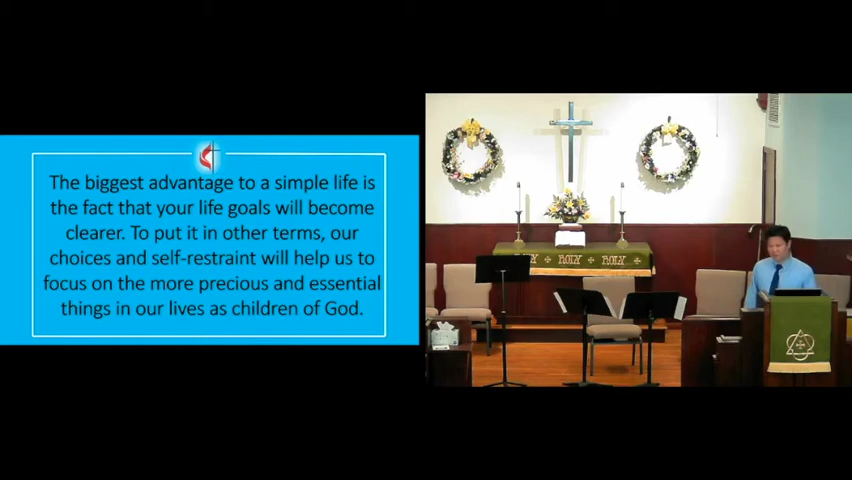 The biggest advantage to a simple life is
the fact that your life goals will become
clearer. To put it in other terms, our
choices and self-restraint will help us to
focus on the more precious and essential
things in our lives as children of God.
HOLY HOLY HOLY